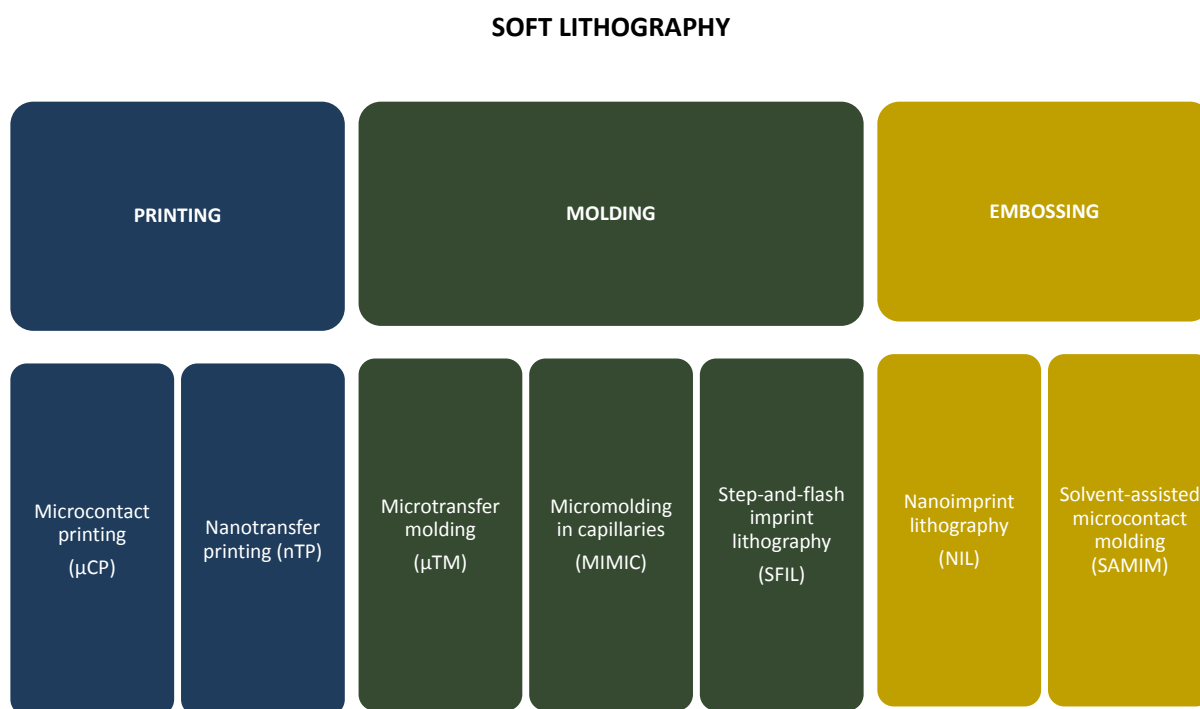 SOFT LITHOGRAPHY
PRINTING
MOLDING
EMBOSSING
Microcontact
printing
(µCP)
Nanotransfer
printing (nTP)
Microtransfer
molding
(µTM)
Micromolding
in capillaries
(MIMIC)
Step-and-flash
imprint
lithography
(SFIL)
Nanoimprint
lithography
(NIL)
Solvent-assisted
microcontact
molding
(SAMIM)